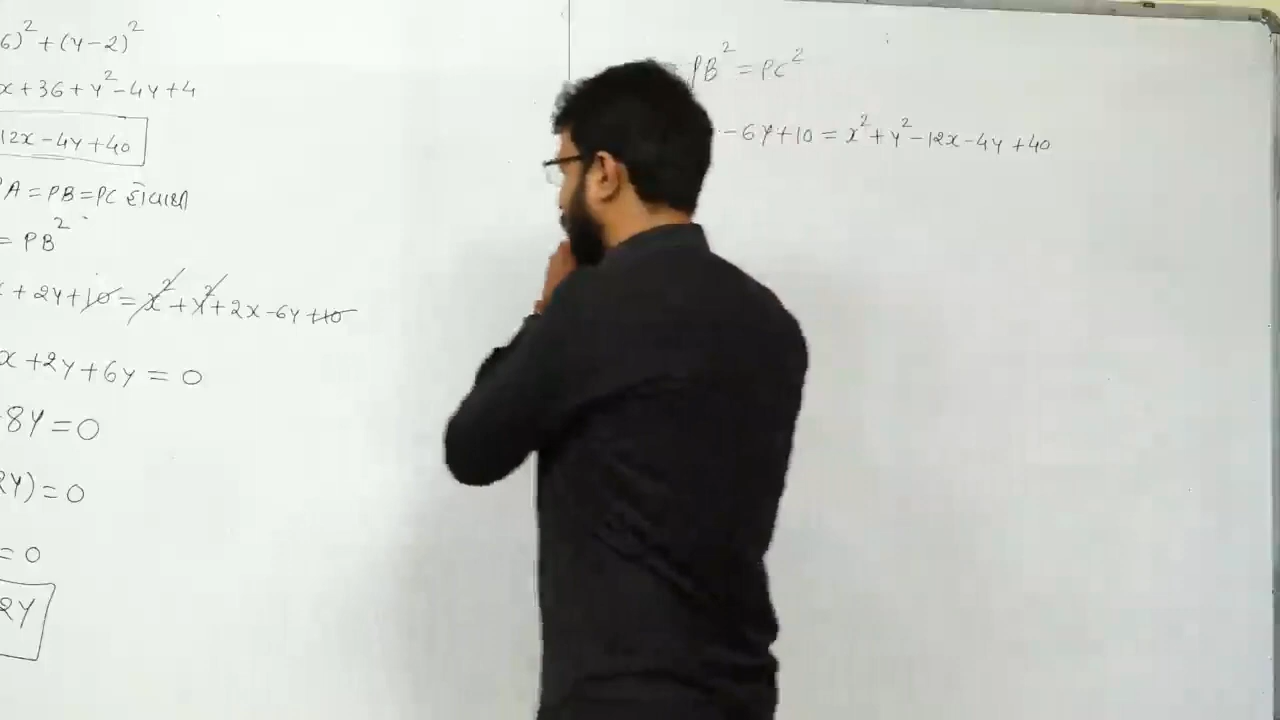 6)² + (y-2)²
x + 36 + y² - 4y + 4
12x - 4y + 40
PA = PB = PC હોવાથી
= PB²
+ 2y + 10 = x² + y² + 2x - 6y + 10
x + 2y + 6y = 0
8y = 0
2y) = 0
= 0
2y
PB² = PC²
- 6y + 10 = x² + y² - 12x - 4y + 40